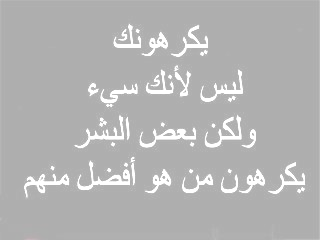 يكرهونك
ليس لأنك سيء
ولكن بعض البشر
يكرهون من هو أفضل منهم